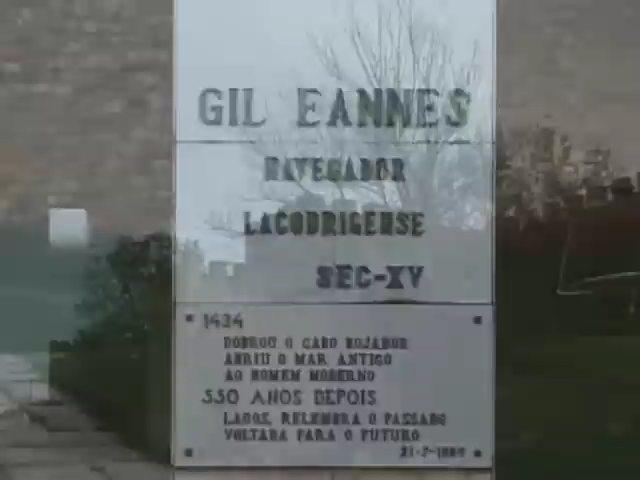 GIL EANNES
NAVEGADOR
LACOBRIGENSE
SEC-XV
1434
DOBROU O CABO BOJADOR
ABRIU O MAR ANTIGO
AO HOMEM MODERNO
550 ANOS DEPOIS
LAGOS, RELEMBRA O PASSADO
VOLTADA PARA O FUTURO